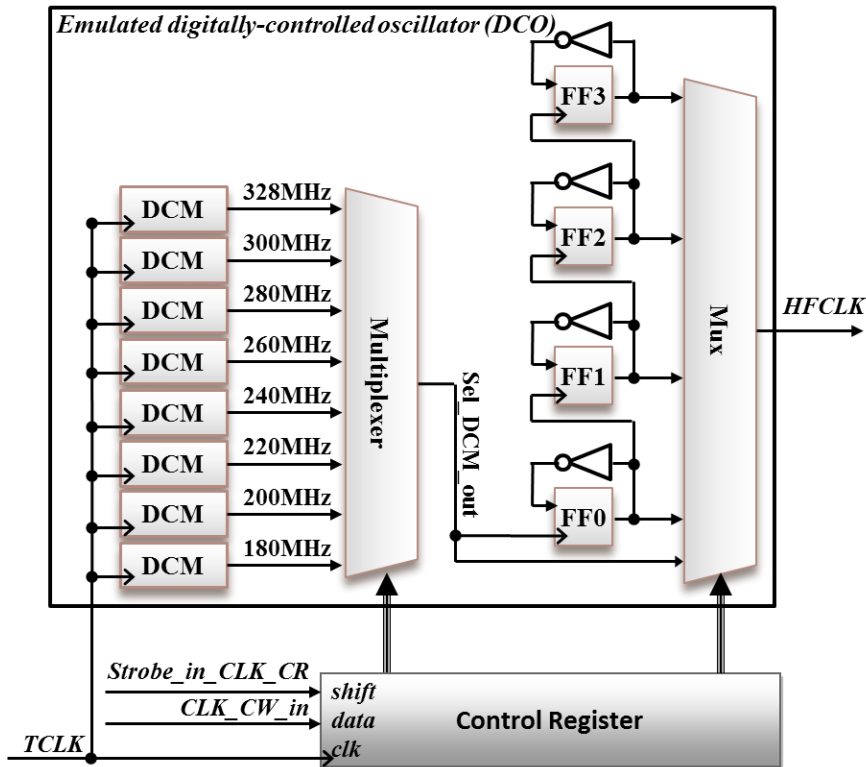 Emulated digitally-controlled oscillator (DCO)
FF3
DCM
328MHz
DCM
300MHz
DCM
280MHz
DCM
260MHz
DCM
240MHz
DCM
220MHz
DCM
200MHz
DCM
180MHz
Multiplexer
Sel_DCM_out
FF2
FF1
FF0
Mux
HFCLK
Strobe_in_CLK_CR
CLK_CW_in
TCLK
shift
data
clk
Control Register